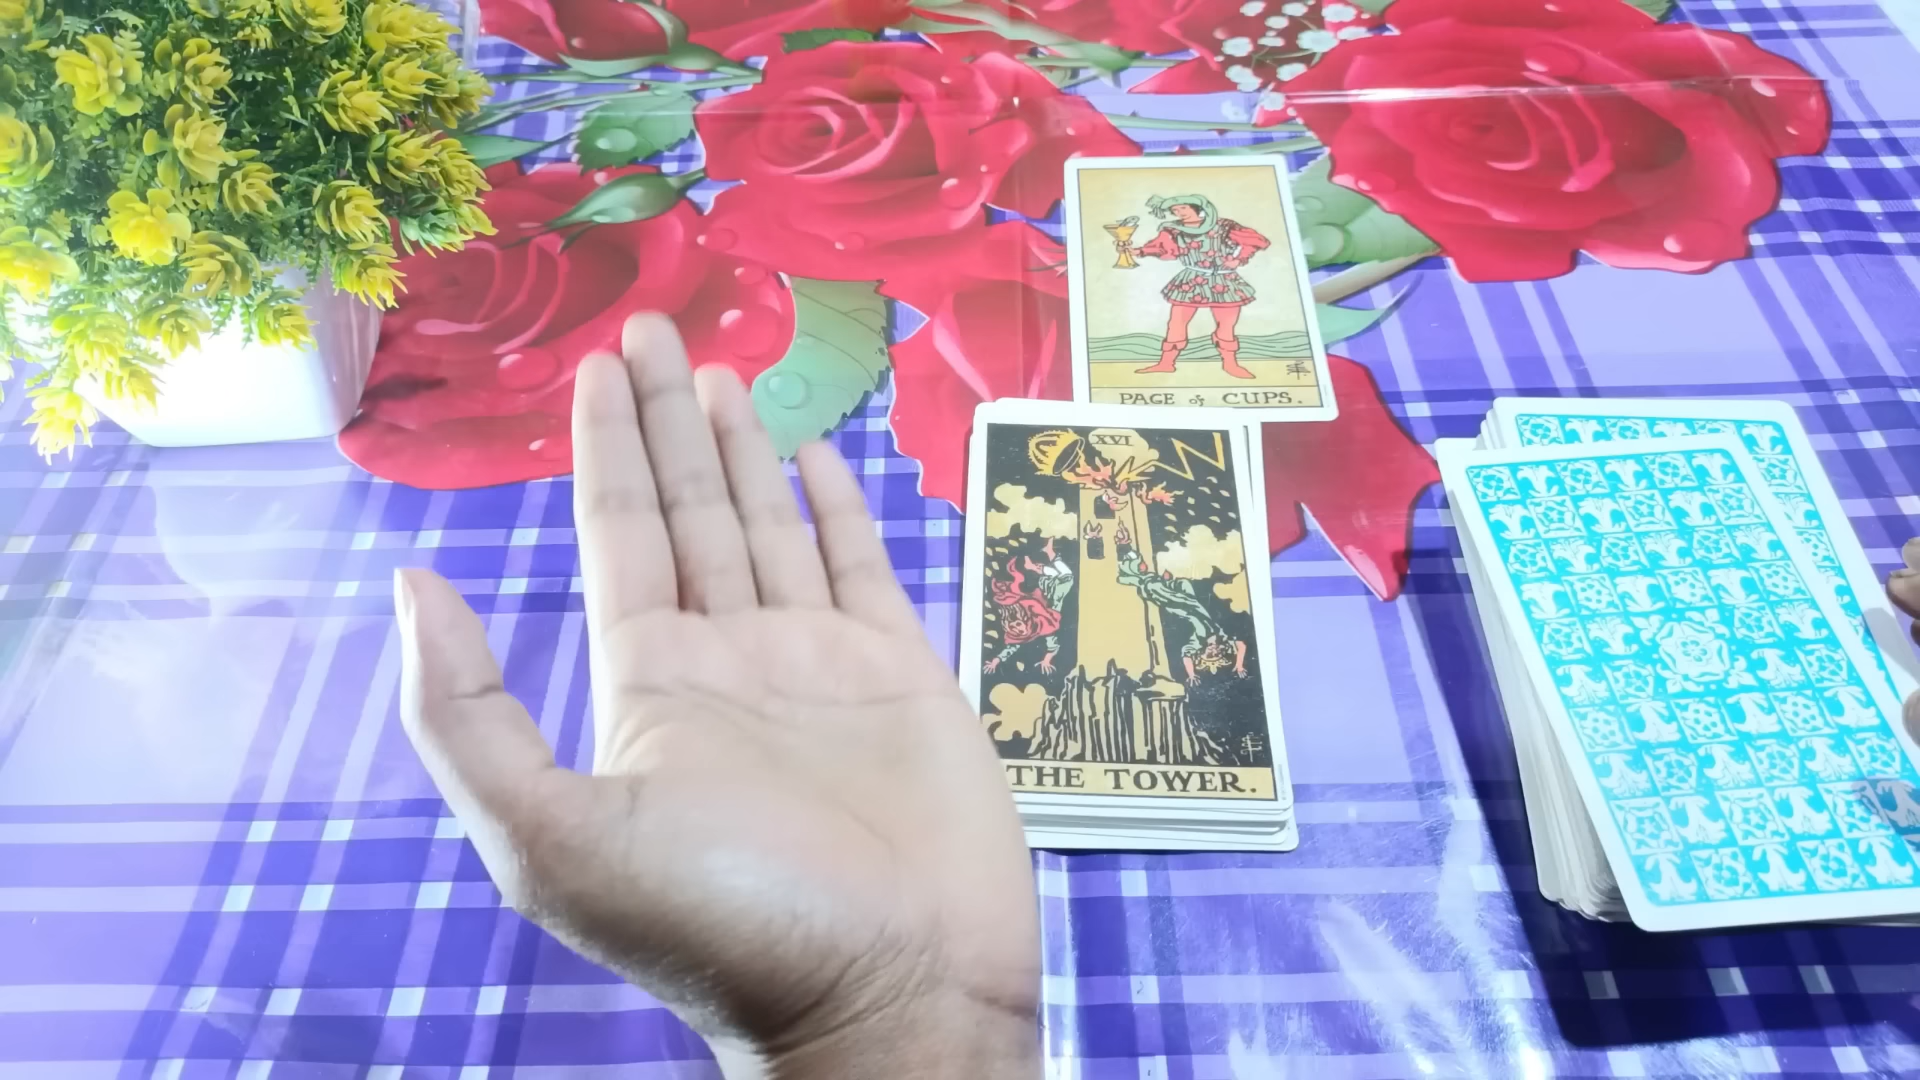 PAGE of CUPS.
XVI
THE TOWER.